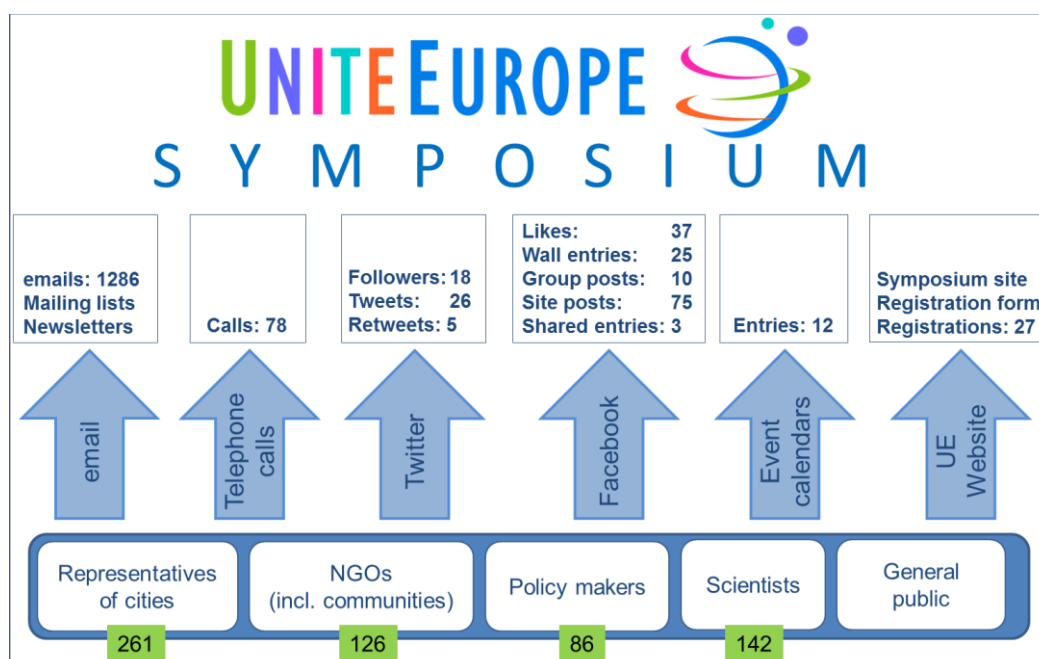 UNITEEUROPE
SYMPOSIUM
emails: 1286
Mailing lists
Newsletters
Calls: 78
Followers: 18
Tweets: 26
Retweets: 5
Likes: 37
Wall entries: 25
Group posts: 10
Site posts: 75
Shared entries: 3
Entries: 12
Symposium site
Registration form
Registrations: 27
email
Telephone
calls
Twitter
Facebook
Event
calendars
UE
Website
Representatives
of cities
NGOs
(incl. communities)
Policy makers
Scientists
General
public
261
126
86
142